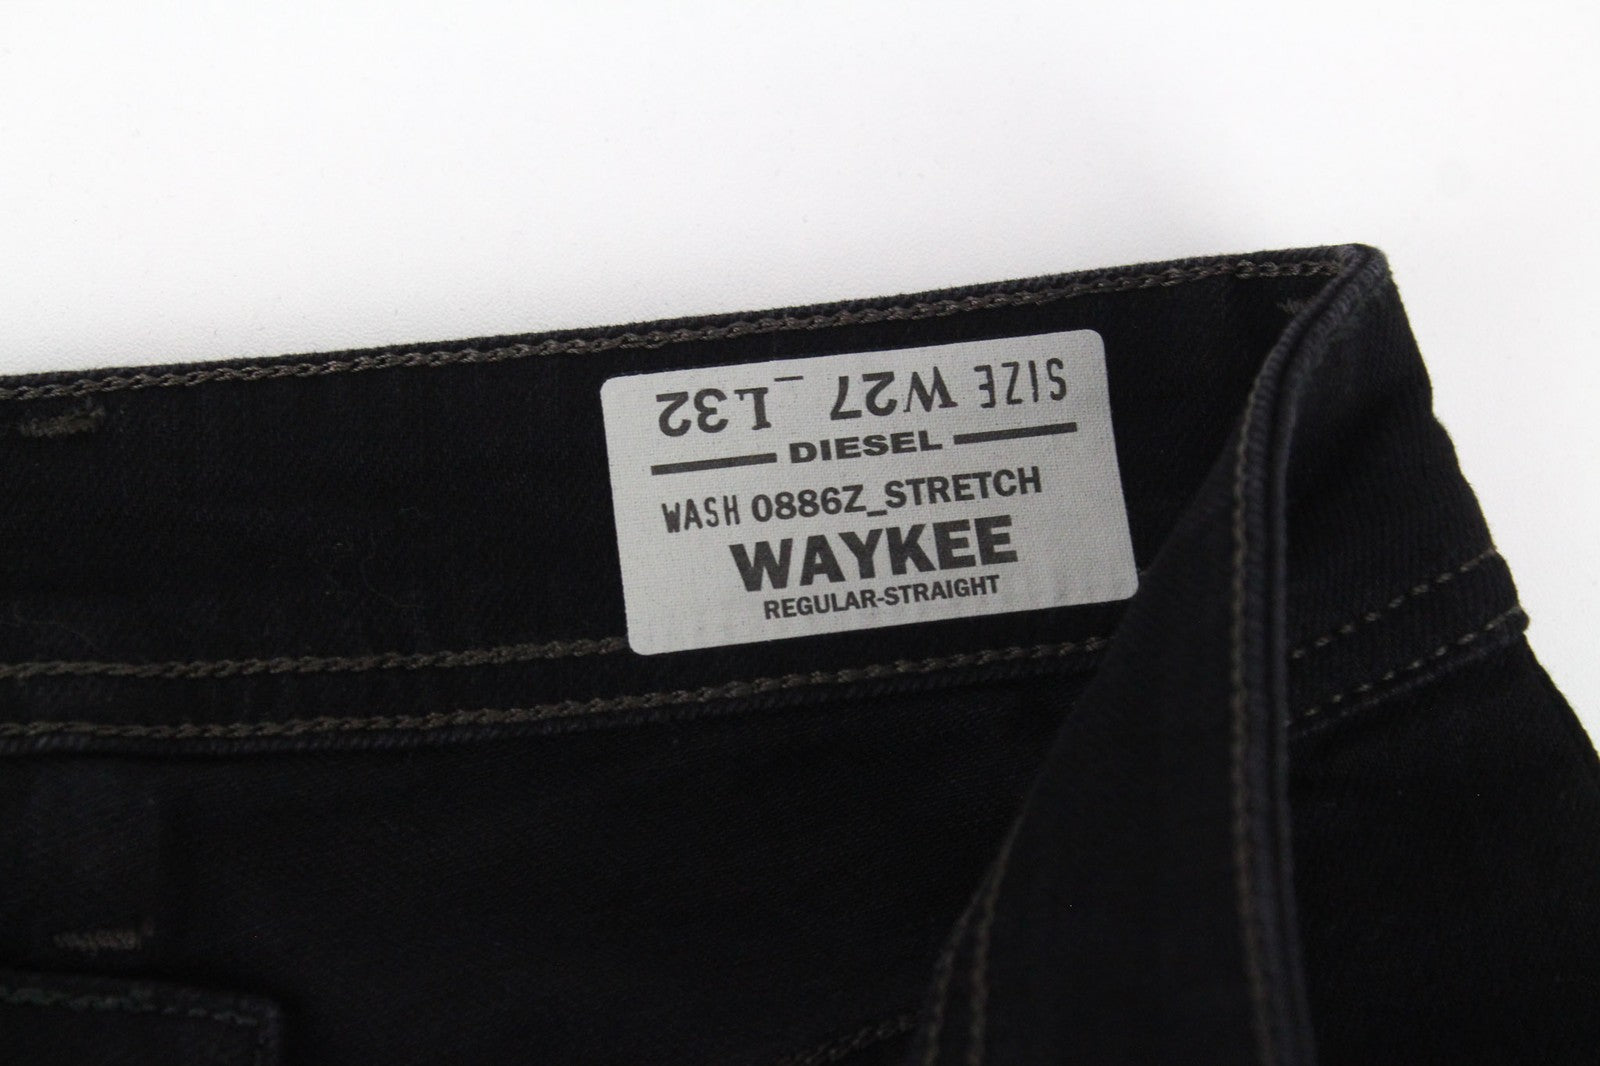 SIZE W27_L32
DIESEL
WASH 0886Z_STRETCH
WAYKEE
REGULAR-STRAIGHT